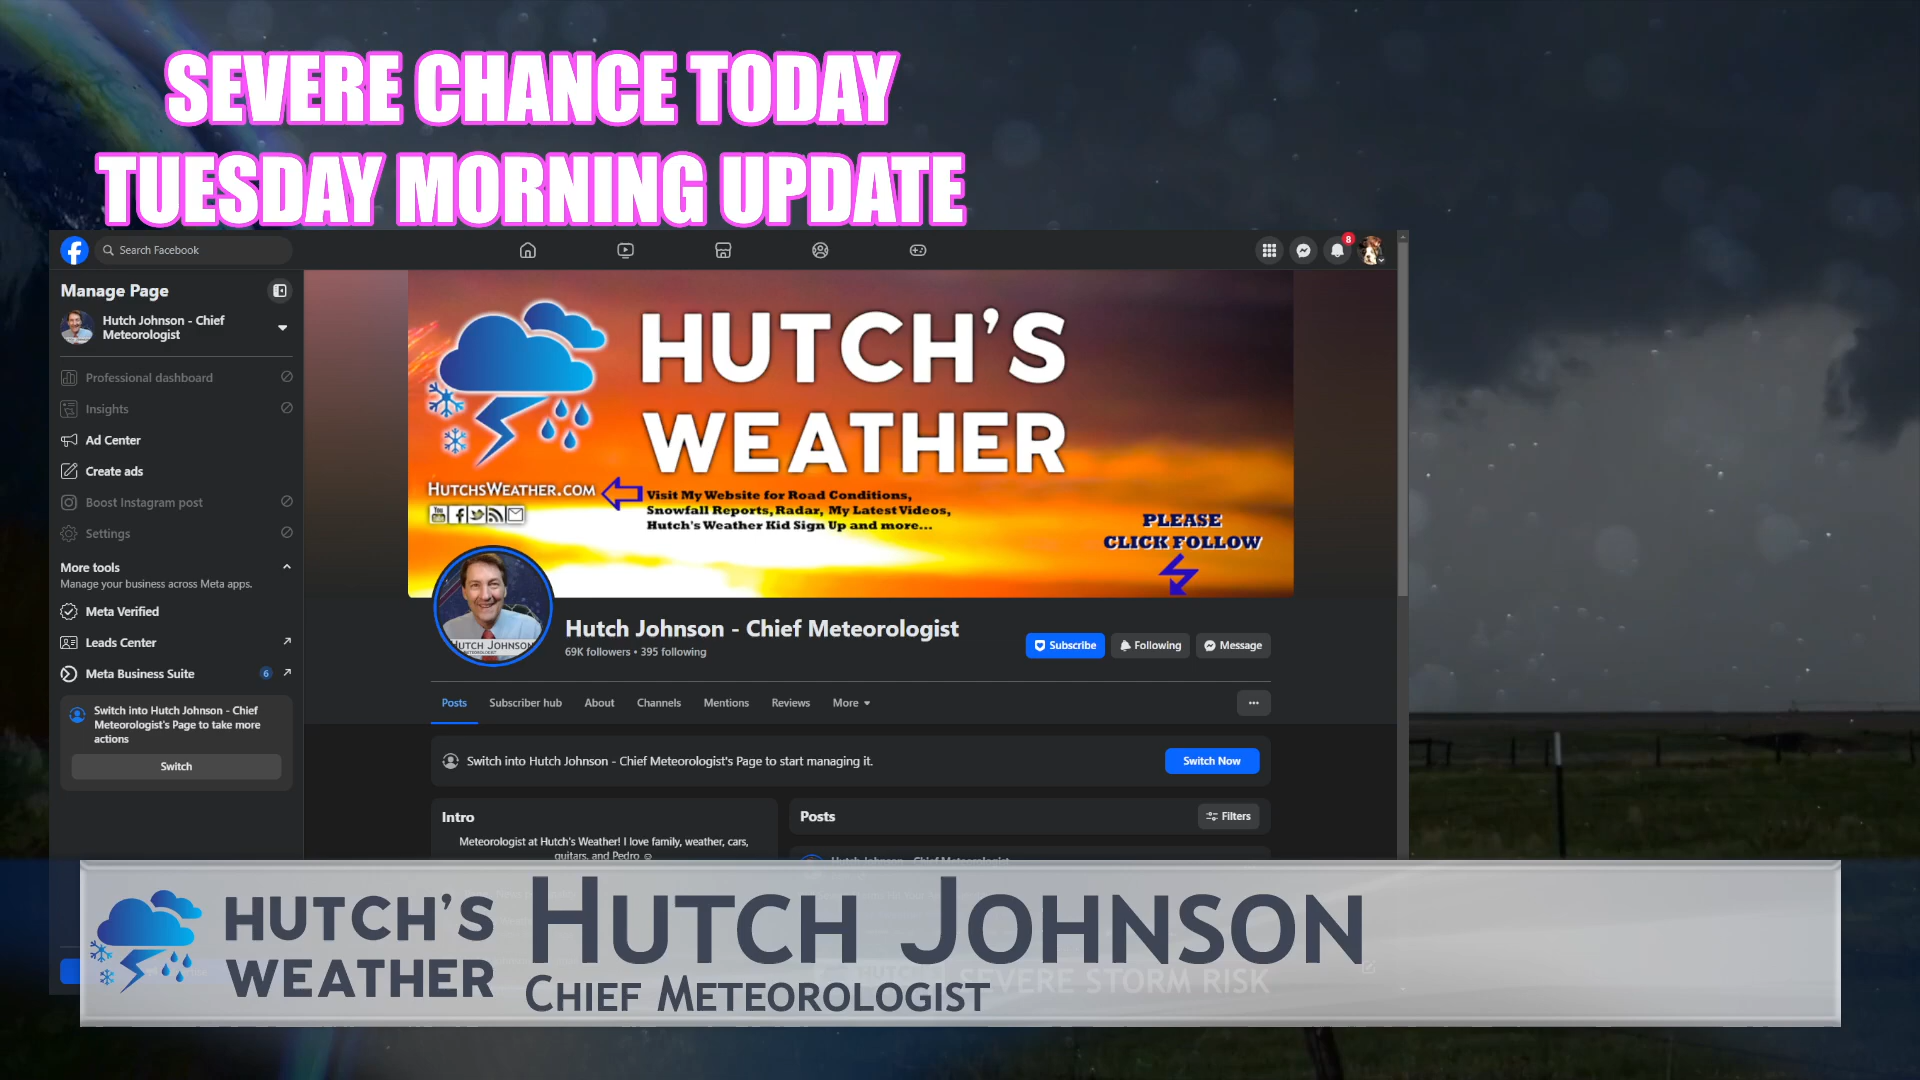 SEVERE CHANCE TODAY
TUESDAY MORNING UPDATE
Search Facebook
8
Manage Page
Hutch Johnson - Chief
Meteorologist
Professional dashboard
Insights
Ad Center
Create ads
Boost Instagram post
Settings
More tools
Manage your business across Meta apps.
Meta Verified
Leads Center
Meta Business Suite
6
Switch into Hutch Johnson - Chief
Meteorologist's Page to take more
actions
Switch
HUTCH'S
WEATHER
HUTCHSWEATHER.COM
Visit My Website for Road Conditions,
Snowfall Reports, Radar, My Latest Videos,
Hutch's Weather Kid Sign Up and more...
PLEASE
CLICK FOLLOW
HUTCH JOHNSON
METEOROLOGIST
Hutch Johnson - Chief Meteorologist
69K followers • 395 following
Subscribe
Following
Message
Posts
Subscriber hub
About
Channels
Mentions
Reviews
More
Switch into Hutch Johnson - Chief Meteorologist's Page to start managing it.
Switch Now
Intro
Meteorologist at Hutch's Weather! I love family, weather, cars,
guitars, and Pedro ☺
Posts
Filters
Hutch Johnson - Chief Meteorologist
HUTCH'S
WEATHER
HUTCH JOHNSON
CHIEF METEOROLOGIST
SEVERE STORM RISK